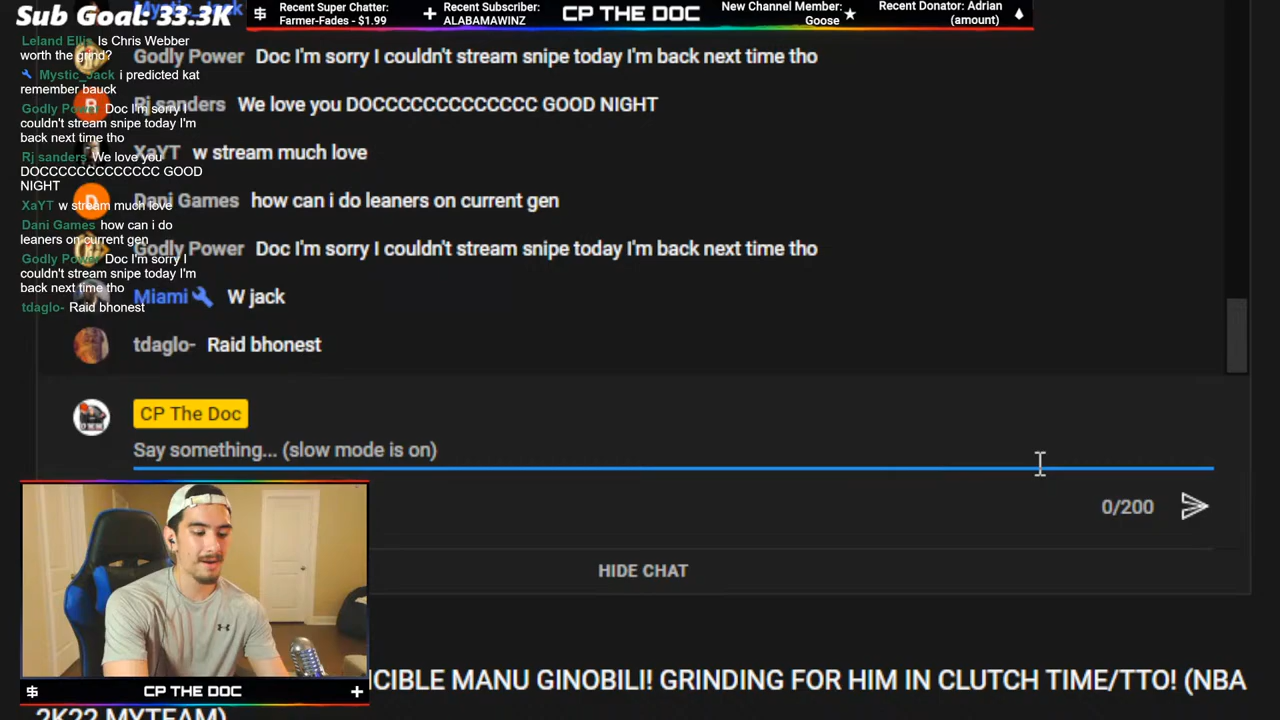 Sub Goal: 33.3K
Recent Super Chatter:
Farmer-Fades - $1.99
Recent Subscriber:
ALABAMAWINZ
CP THE DOC
New Channel Member:
Goose
Recent Donator: Adrian
(amount)
Leland Ellis Is Chris Webber
worth the grind?
Mystic_Jack i predicted kat
remember bauck
Godly Power Doc I'm sorry I
couldn't stream snipe today I'm
back next time tho
Rj sanders We love you
DOCCCCCCCCCCCCC GOOD
NIGHT
XaYT w stream much love
Dani Games how can i do
leaners on current gen
Godly Power Doc I'm sorry I
couldn't stream snipe today I'm
back next time tho
tdaglo- Raid bhonest
Mystic_Jack
Godly Power Doc I'm sorry I couldn't stream snipe today I'm back next time tho
Rj sanders We love you DOCCCCCCCCCCCCC GOOD NIGHT
XaYT w stream much love
Dani Games how can i do leaners on current gen
Godly Power Doc I'm sorry I couldn't stream snipe today I'm back next time tho
Miami W jack
tdaglo- Raid bhonest
CP The Doc
Say something... (slow mode is on)
0/200
HIDE CHAT
CP THE DOC
CIBLE MANU GINOBILI! GRINDING FOR HIM IN CLUTCH TIME/TTO! (NBA
2K22 MYTEAM)